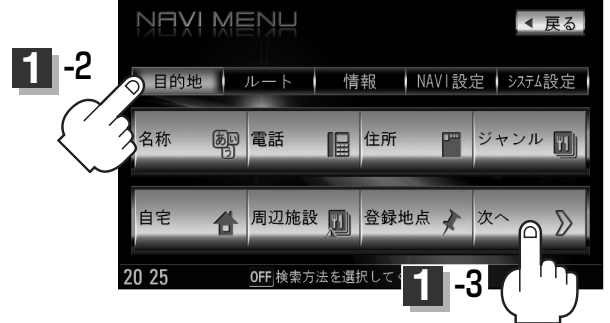 NAVI MENU
戻る
1-2
目的地 ルート 情報 NAVI設定 システム設定
名称 あいう 電話 住所 ジャンル
自宅 周辺施設 登録地点 次へ
20 25 OFF 検索方法を選択して
1-3